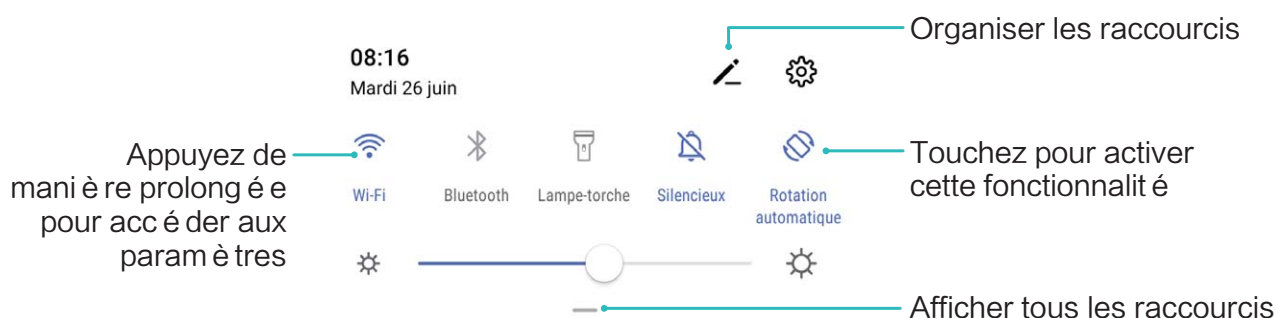 Organiser les raccourcis
08:16
Mardi 26 juin
Appuyez de
mani è re prolong é e
pour acc é der aux
param è tres
Wi-Fi
Bluetooth
Lampe-torche
Silencieux
Rotation
automatique
Touchez pour activer
cette fonctionnalit é
Afficher tous les raccourcis